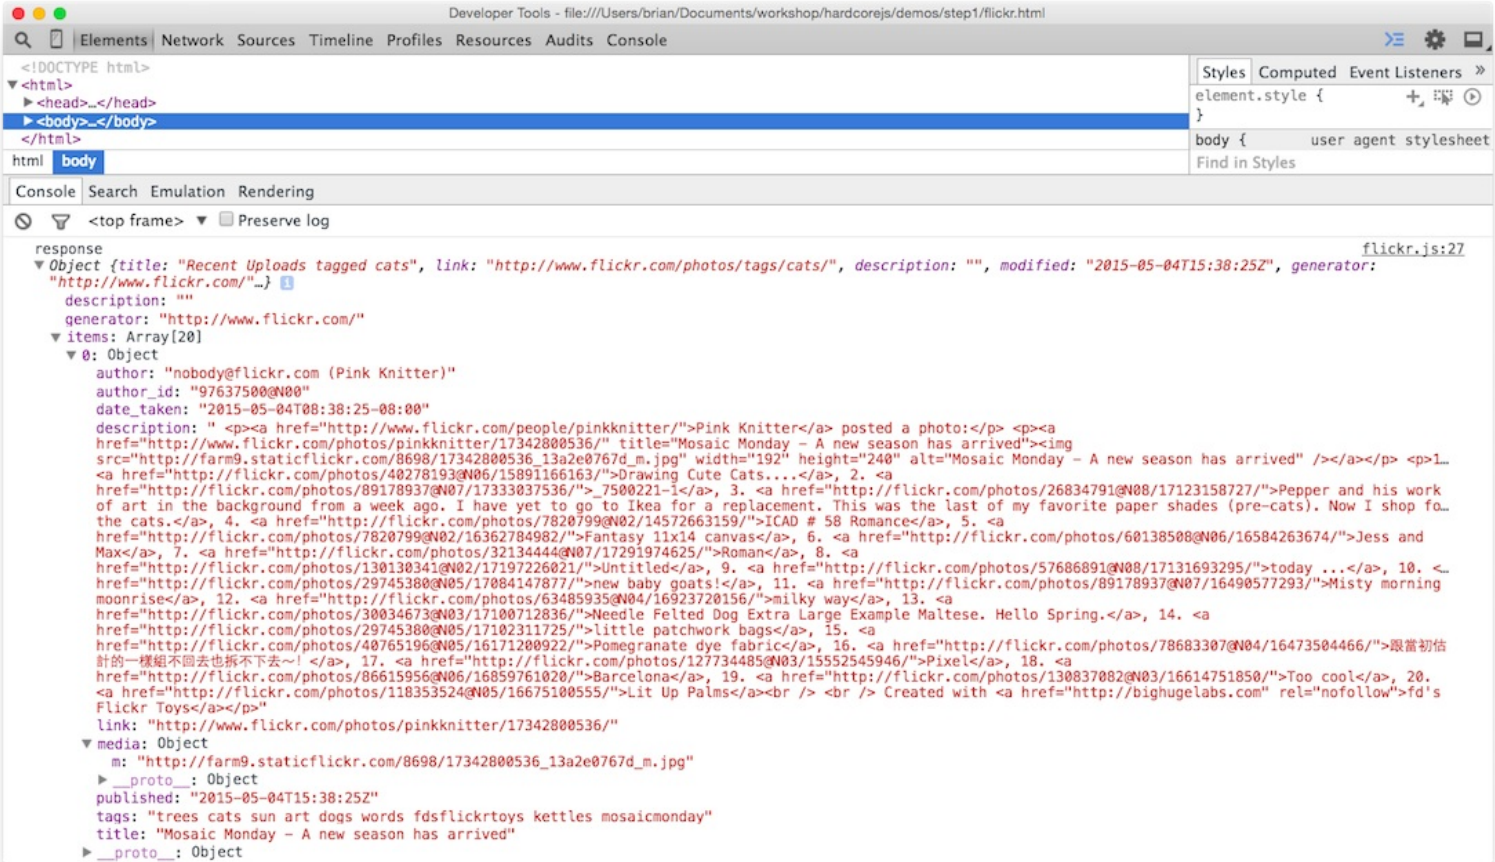 Developer Tools - file:///Users/brian/Documents/workshop/hardcorejs/demos/step1/flickr.html
Elements Network Sources Timeline Profiles Resources Audits Console
<!DOCTYPE html>
▼<html>
▶<head>…</head>
▶<body>…</body>
</html>
html body
Styles Computed Event Listeners »
element.style {
}
body { user agent stylesheet
Find in Styles
Console Search Emulation Rendering
<top frame> ▼ Preserve log
response flickr.js:27
▼Object {title: "Recent Uploads tagged cats", link: "http://www.flickr.com/photos/tags/cats/", description: "", modified: "2015-05-04T15:38:25Z", generator:
"http://www.flickr.com/"…} i
description: ""
generator: "http://www.flickr.com/"
▼items: Array[20]
▼0: Object
author: "nobody@flickr.com (Pink Knitter)"
author_id: "97637500@N00"
date_taken: "2015-05-04T08:38:25-08:00"
description: " <p><a href="http://www.flickr.com/people/pinkknitter/">Pink Knitter</a> posted a photo:</p> <p><a
href="http://www.flickr.com/photos/pinkknitter/17342800536/" title="Mosaic Monday – A new season has arrived"><img
src="http://farm9.staticflickr.com/8698/17342800536_13a2e0767d_m.jpg" width="192" height="240" alt="Mosaic Monday – A new season has arrived" /></a></p> <p>1…
<a href="http://flickr.com/photos/40278193@N06/15891166163/">Drawing Cute Cats....</a>, 2. <a
href="http://flickr.com/photos/89178937@N07/17333037536/">_7500221-1</a>, 3. <a href="http://flickr.com/photos/26834791@N08/17123158727/">Pepper and his work
of art in the background from a week ago. I have yet to go to Ikea for a replacement. This was the last of my favorite paper shades (pre-cats). Now I shop fo…
the cats.</a>, 4. <a href="http://flickr.com/photos/7820799@N02/14572663159/">ICAD # 58 Romance</a>, 5. <a
href="http://flickr.com/photos/7820799@N02/16362784982/">Fantasy 11x14 canvas</a>, 6. <a href="http://flickr.com/photos/60138508@N06/16584263674/">Jess and
Max</a>, 7. <a href="http://flickr.com/photos/32134444@N07/17291974625/">Roman</a>, 8. <a
href="http://flickr.com/photos/130130341@N02/17197226021/">Untitled</a>, 9. <a href="http://flickr.com/photos/57686891@N08/17131693295/">today ...</a>, 10. <…
href="http://flickr.com/photos/29745380@N05/17084147877/">new baby goats!</a>, 11. <a href="http://flickr.com/photos/89178937@N07/16490577293/">Misty morning
moonrise</a>, 12. <a href="http://flickr.com/photos/63485935@N04/16923720156/">milky way</a>, 13. <a
href="http://flickr.com/photos/30034673@N03/17100712836/">Needle Felted Dog Extra Large Example Maltese. Hello Spring.</a>, 14. <a
href="http://flickr.com/photos/29745380@N05/17102311725/">little patchwork bags</a>, 15. <a
href="http://flickr.com/photos/40765196@N05/16171200922/">Pomegranate dye fabric</a>, 16. <a href="http://flickr.com/photos/78683307@N04/16473504466/">跟當初估
計的一樣組不回去也拆不下去～! </a>, 17. <a href="http://flickr.com/photos/127734485@N03/15552545946/">Pixel</a>, 18. <a
href="http://flickr.com/photos/86615956@N06/16859761020/">Barcelona</a>, 19. <a href="http://flickr.com/photos/130837082@N03/16614751850/">Too cool</a>, 20.
<a href="http://flickr.com/photos/118353524@N05/16675100555/">Lit Up Palms</a><br /> <br /> Created with <a href="http://bighugelabs.com" rel="nofollow">fd's
Flickr Toys</a></p>"
link: "http://www.flickr.com/photos/pinkknitter/17342800536/"
▼media: Object
m: "http://farm9.staticflickr.com/8698/17342800536_13a2e0767d_m.jpg"
▶__proto__: Object
published: "2015-05-04T15:38:25Z"
tags: "trees cats sun art dogs words fdsflickrtoys kettles mosaicmonday"
title: "Mosaic Monday – A new season has arrived"
▶__proto__: Object